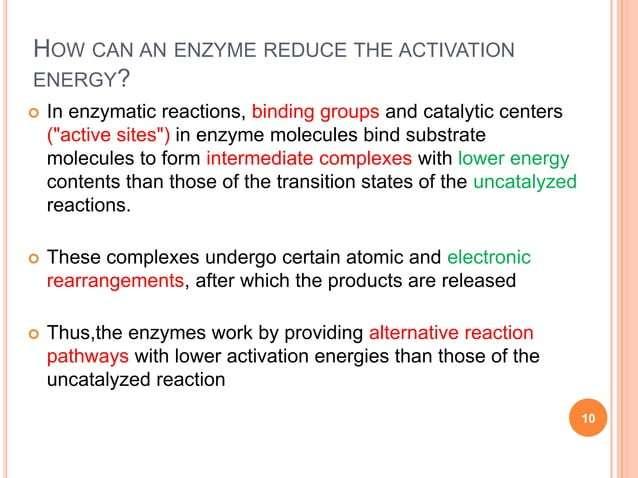 HOW CAN AN ENZYME REDUCE THE ACTIVATION
ENERGY?
In enzymatic reactions, binding groups and catalytic centers
("active sites") in enzyme molecules bind substrate
molecules to form intermediate complexes with lower energy
contents than those of the transition states of the uncatalyzed
reactions.
These complexes undergo certain atomic and electronic
rearrangements, after which the products are released
Thus,the enzymes work by providing alternative reaction
pathways with lower activation energies than those of the
uncatalyzed reaction
10